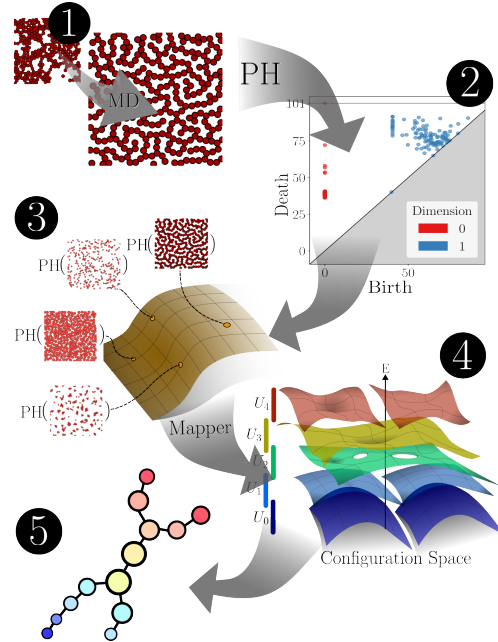 1
MD
PH
2
101
75
50
25
0
Death
0
50
Birth
Dimension
0
1
3
PH( )
PH( )
PH( )
PH( )
Mapper
4
E
U₄
U₃
U₂
U₁
U₀
Configuration Space
5